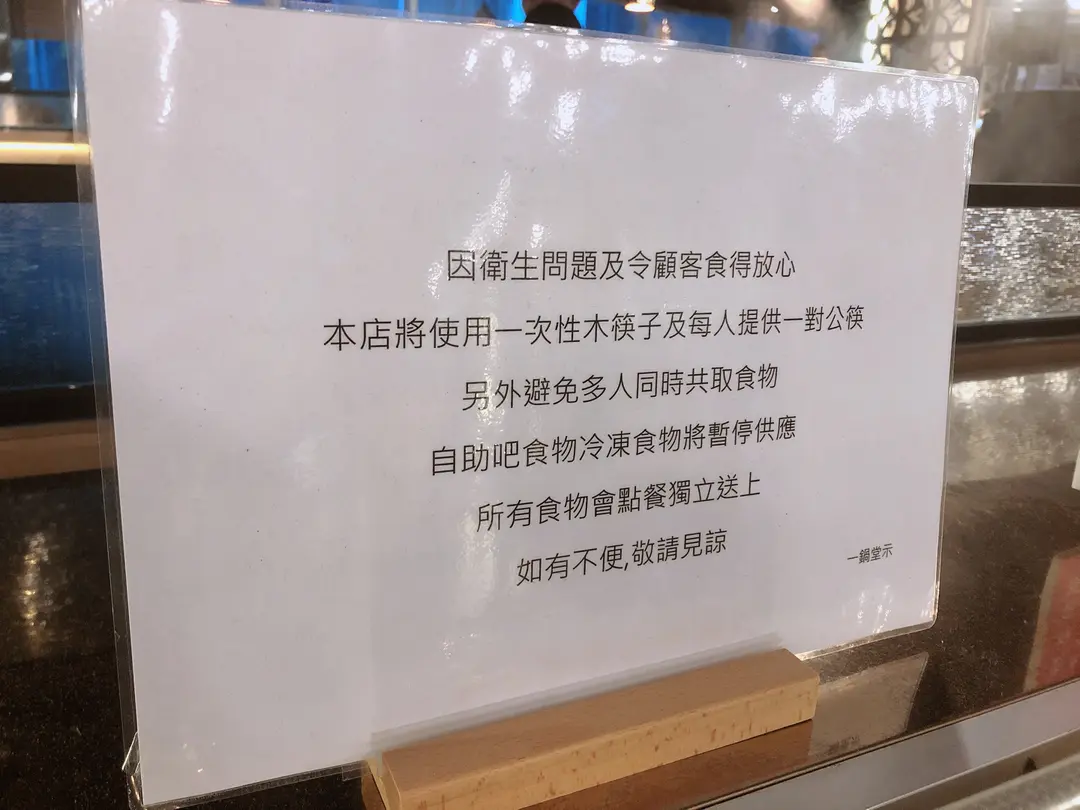 因衛生問題及令顧客食得放心
本店將使用一次性木筷子及每人提供一對公筷
另外避免多人同時共取食物
自助吧食物冷凍食物將暫停供應
所有食物會點餐獨立送上
如有不便,敬請見諒
一鍋堂示